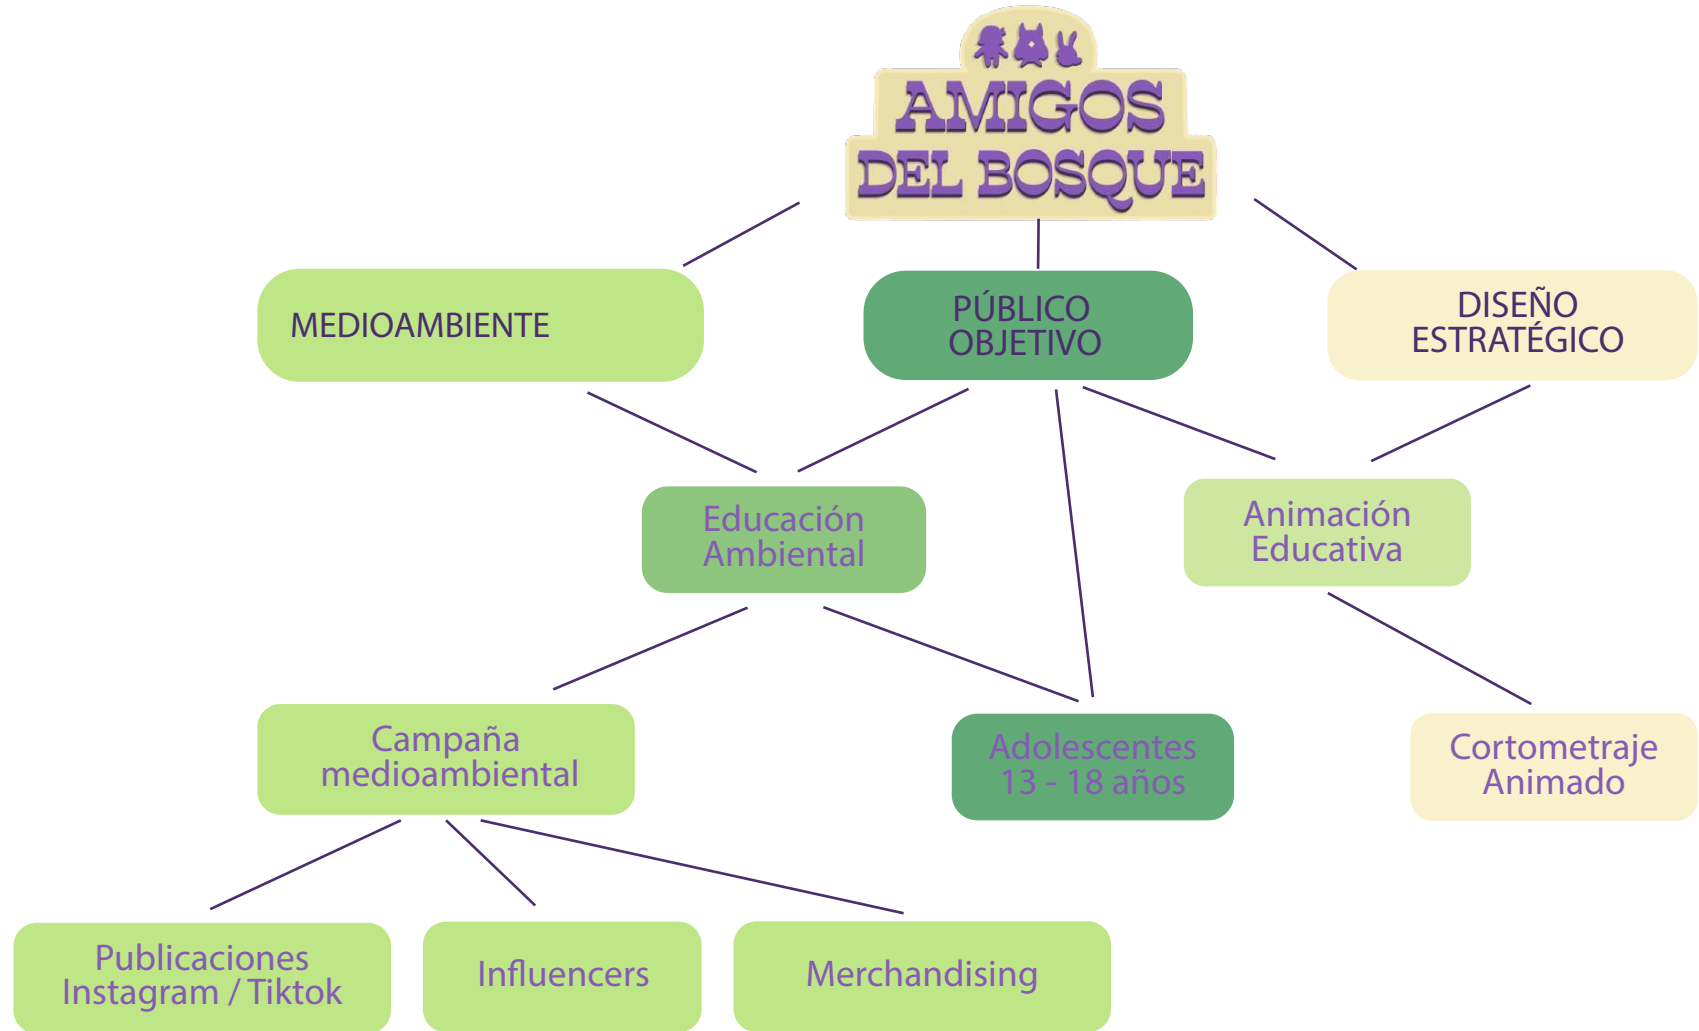 AMIGOS
DEL BOSQUE
MEDIOAMBIENTE
PÚBLICO
OBJETIVO
DISEÑO
ESTRATÉGICO
Educación
Ambiental
Animación
Educativa
Campaña
medioambiental
Adolescentes
13 - 18 años
Cortometraje
Animado
Publicaciones
Instagram / Tiktok
Influencers
Merchandising